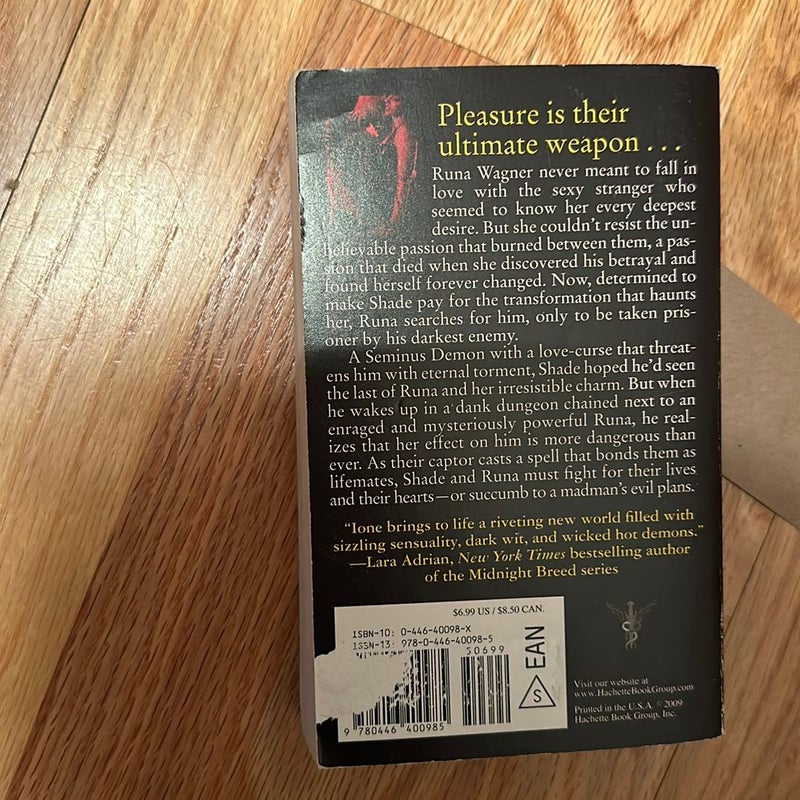 Pleasure is their
ultimate weapon . . .
Runa Wagner never meant to fall in
love with the sexy stranger who
seemed to know her every deepest
desire. But she couldn't resist the un-
believable passion that burned between them, a pas-
sion that died when she discovered his betrayal and
found herself forever changed. Now, determined to
make Shade pay for the transformation that haunts
her, Runa searches for him, only to be taken pris-
oner by his darkest enemy.
A Seminus Demon with a love-curse that threat-
ens him with eternal torment, Shade hoped he'd seen
the last of Runa and her irresistible charm. But when
he wakes up in a dank dungeon chained next to an
enraged and mysteriously powerful Runa, he real-
izes that her effect on him is more dangerous than
ever. As their captor casts a spell that bonds them as
lifemates, Shade and Runa must fight for their lives
and their hearts—or succumb to a madman's evil plans.
"Ione brings to life a riveting new world filled with
sizzling sensuality, dark wit, and wicked hot demons."
—Lara Adrian, New York Times bestselling author
of the Midnight Breed series
$6.99 US / $8.50 CAN.
ISBN-10: 0-446-40098-X
ISSN-13: 978-0-446-40098-5
50699
EAN
S
9 780446 400985
Visit our website at
www.HachetteBookGroup.com
Printed in the U.S.A. © 2009
Hachette Book Group, Inc.